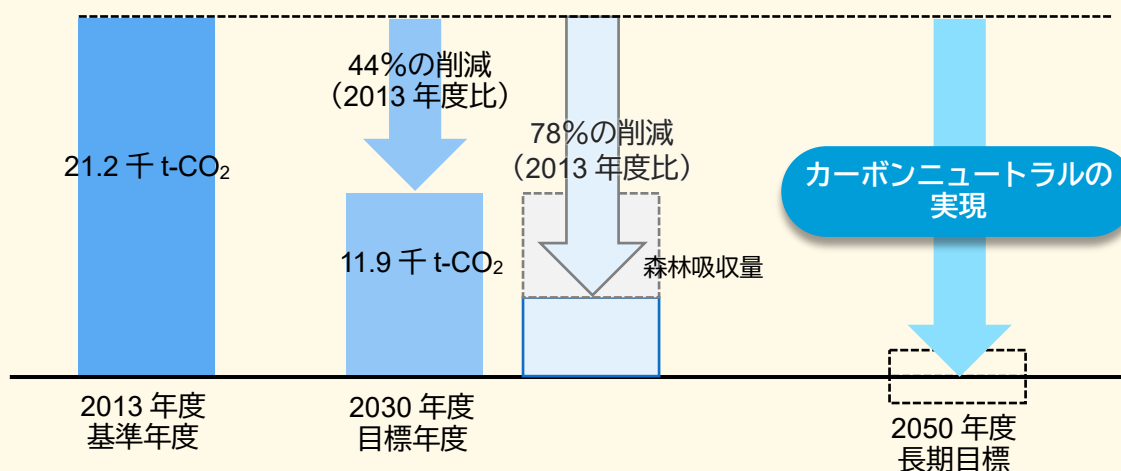 44%の削減
（2013 年度比）
78%の削減
（2013 年度比）
21.2 千 t-CO₂
カーボンニュートラルの
実現
11.9 千 t-CO₂
森林吸収量
2013 年度
基準年度
2030 年度
目標年度
2050 年度
長期目標